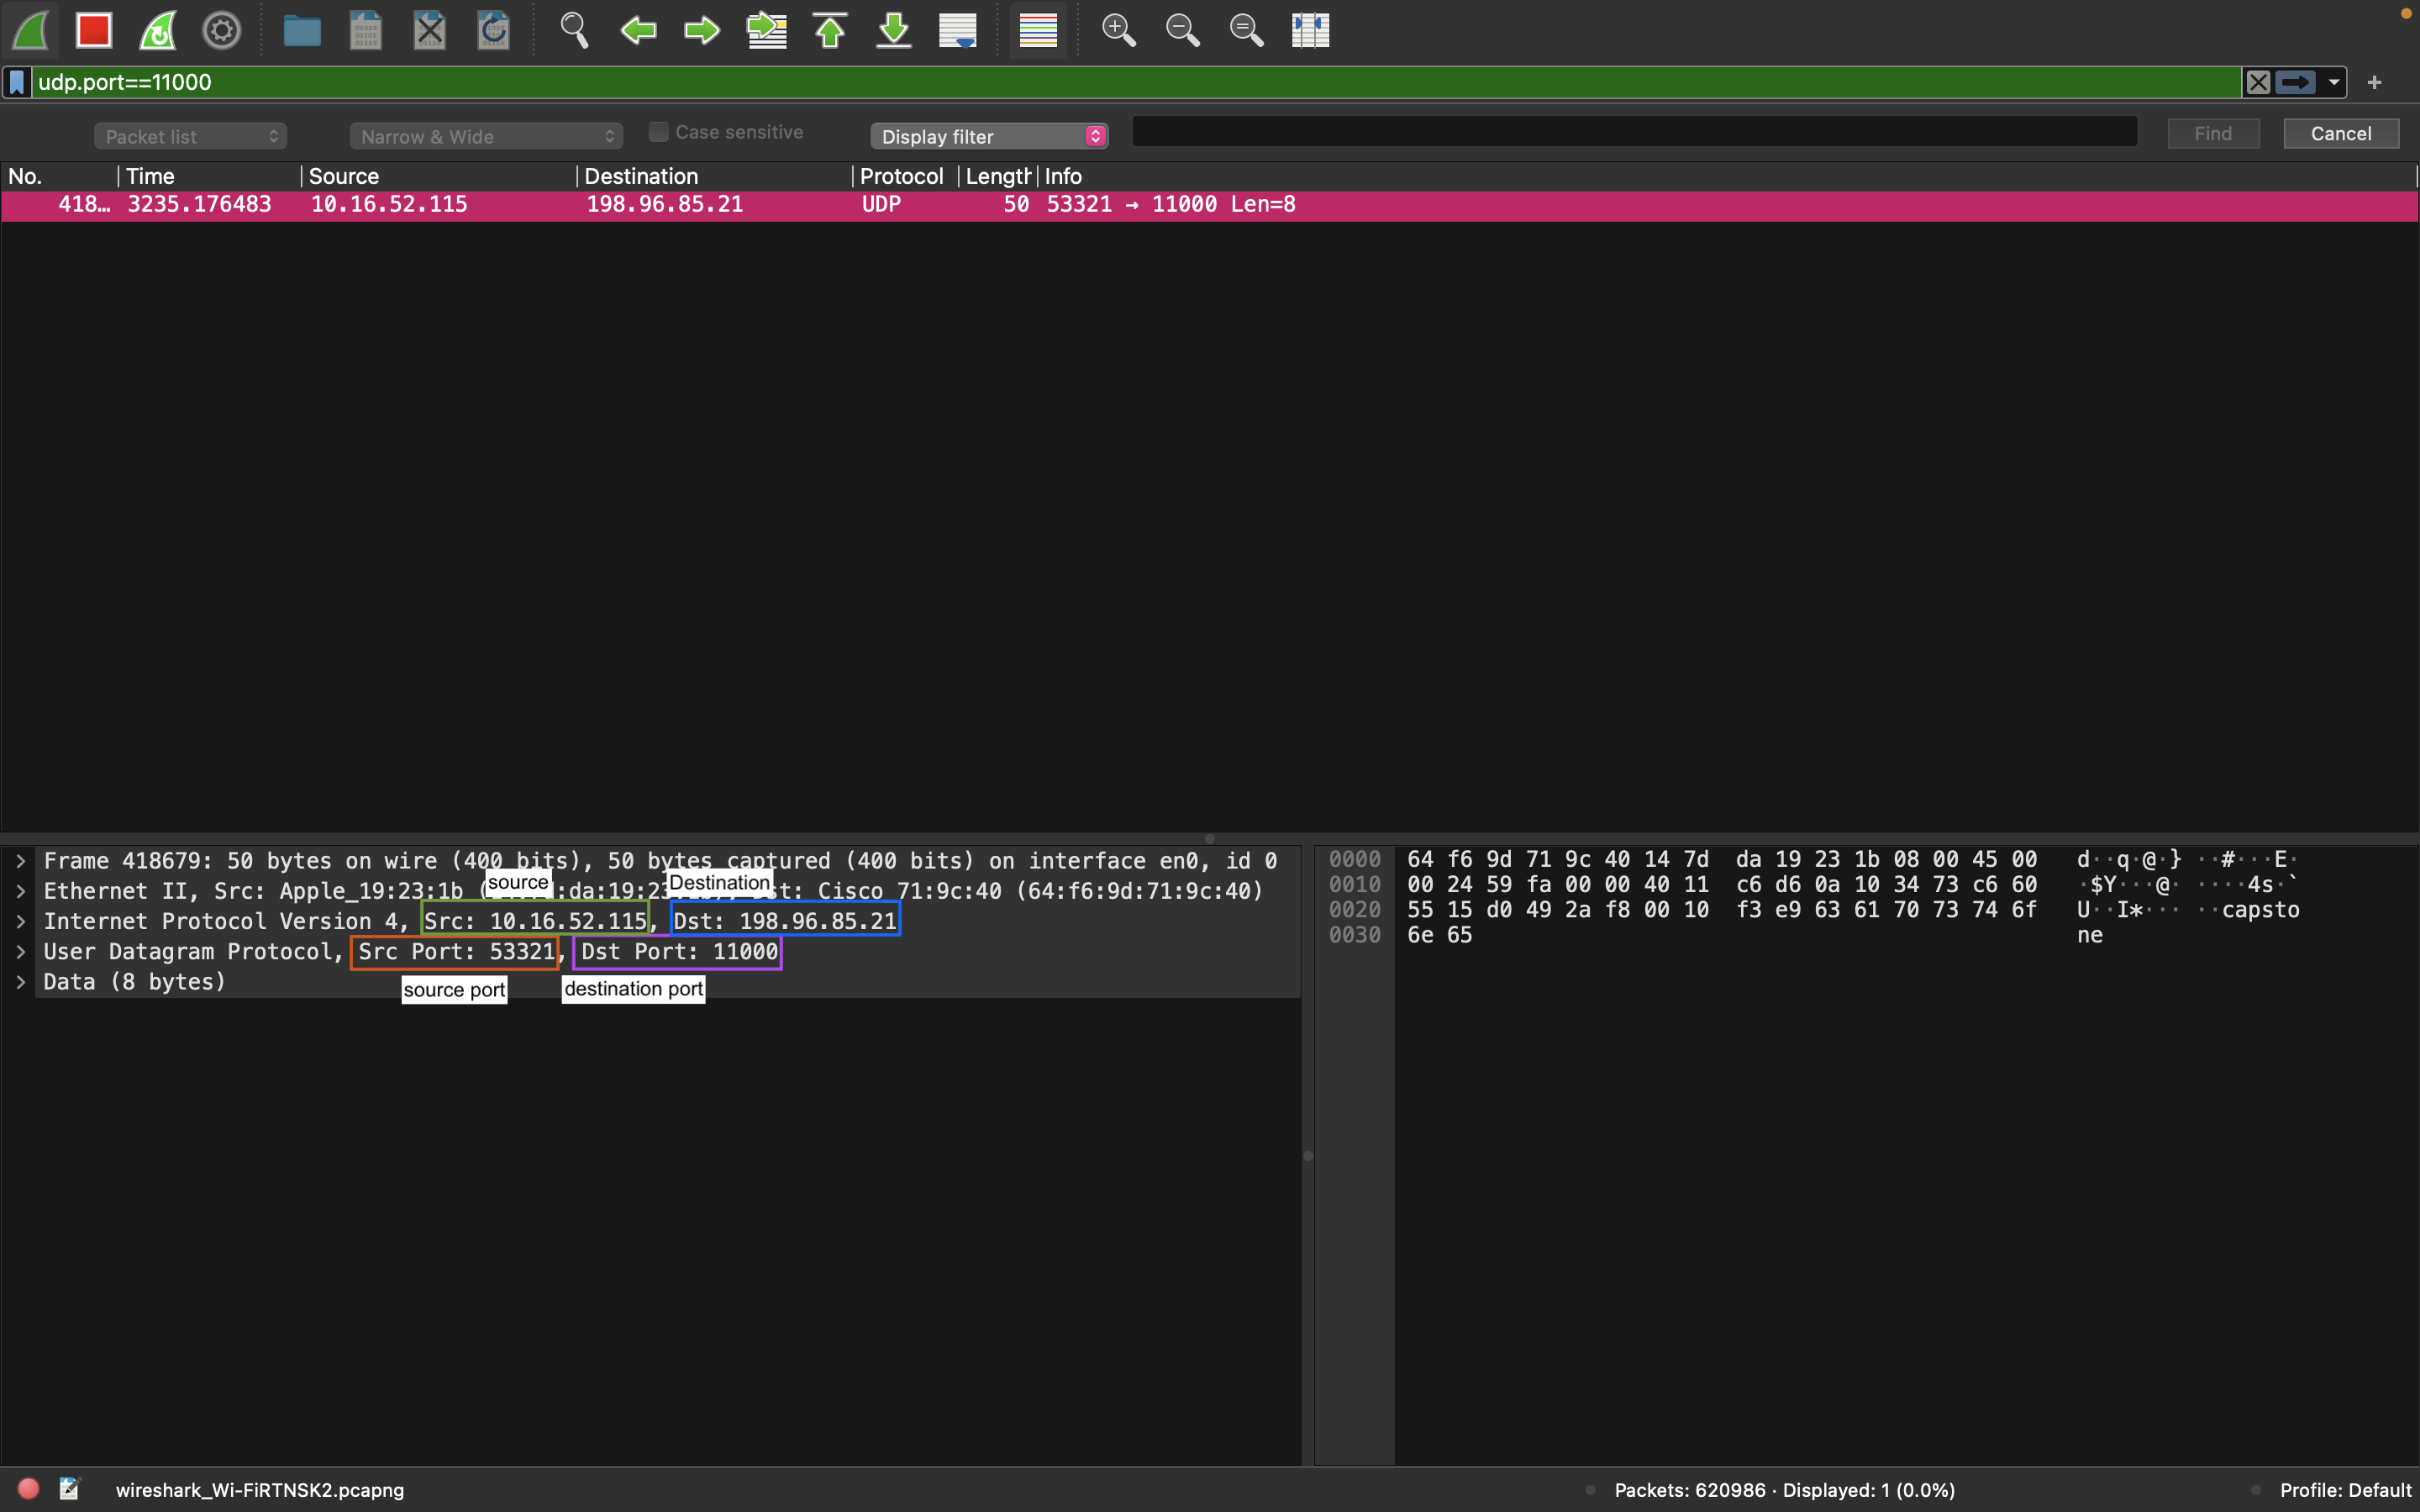 udp.port==11000
Packet list Narrow & Wide Case sensitive Display filter Find Cancel
No. Time Source Destination Protocol Length Info
418… 3235.176483 10.16.52.115 198.96.85.21 UDP 50 53321 → 11000 Len=8
Frame 418679: 50 bytes on wire (400 bits), 50 bytes captured (400 bits) on interface en0, id 0
source Destination
Ethernet II, Src: Apple_19:23:1b :da:19:23 Cisco_71:9c:40 (64:f6:9d:71:9c:40)
Internet Protocol Version 4, Src: 10.16.52.115, Dst: 198.96.85.21
User Datagram Protocol, Src Port: 53321, Dst Port: 11000
Data (8 bytes)
source port destination port
0000 64 f6 9d 71 9c 40 14 7d da 19 23 1b 08 00 45 00 d··q·@·} ··#···E·
0010 00 24 59 fa 00 00 40 11 c6 d6 0a 10 34 73 c6 60 ·$Y···@· ····4s·`
0020 55 15 d0 49 2a f8 00 10 f3 e9 63 61 70 73 74 6f U··I*··· ··capsto
0030 6e 65 ne
wireshark_Wi-FiRTNSK2.pcapng Packets: 620986 · Displayed: 1 (0.0%) Profile: Default